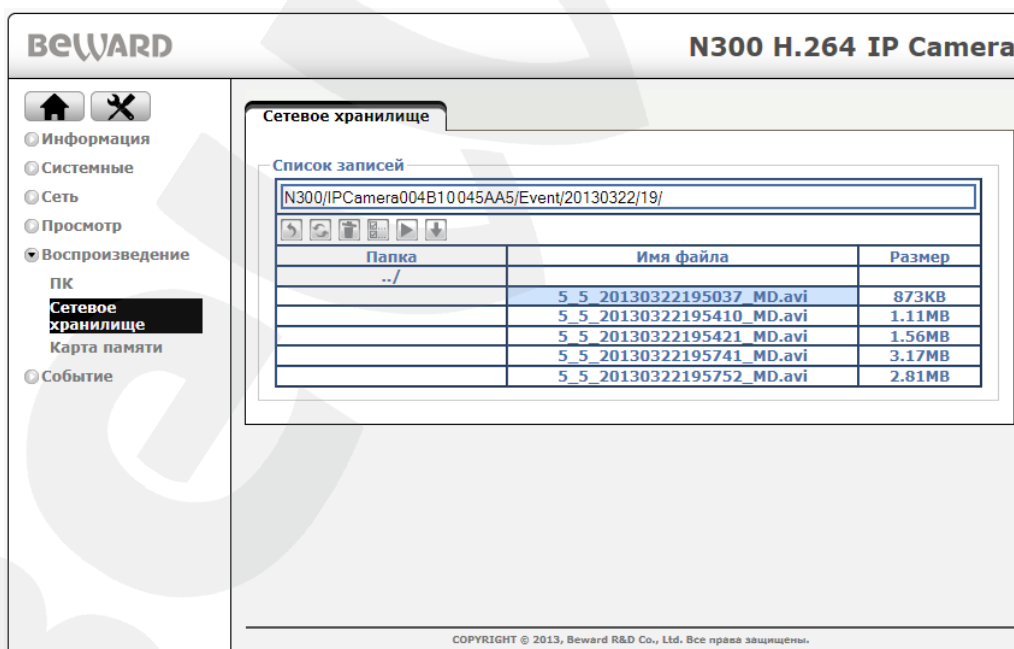 BEWARD
N300 H.264 IP Camera
Информация
Системные
Сеть
Просмотр
Воспроизведение
ПК
Сетевое
хранилище
Карта памяти
Событие
Сетевое хранилище
Список записей
N300/IPCamera004B10045AA5/Event/20130322/19/
Папка Имя файла Размер
../
5_5_20130322195037_MD.avi 873KB
5_5_20130322195410_MD.avi 1.11MB
5_5_20130322195421_MD.avi 1.56MB
5_5_20130322195741_MD.avi 3.17MB
5_5_20130322195752_MD.avi 2.81MB
COPYRIGHT © 2013, Beward R&D Co., Ltd. Все права защищены.